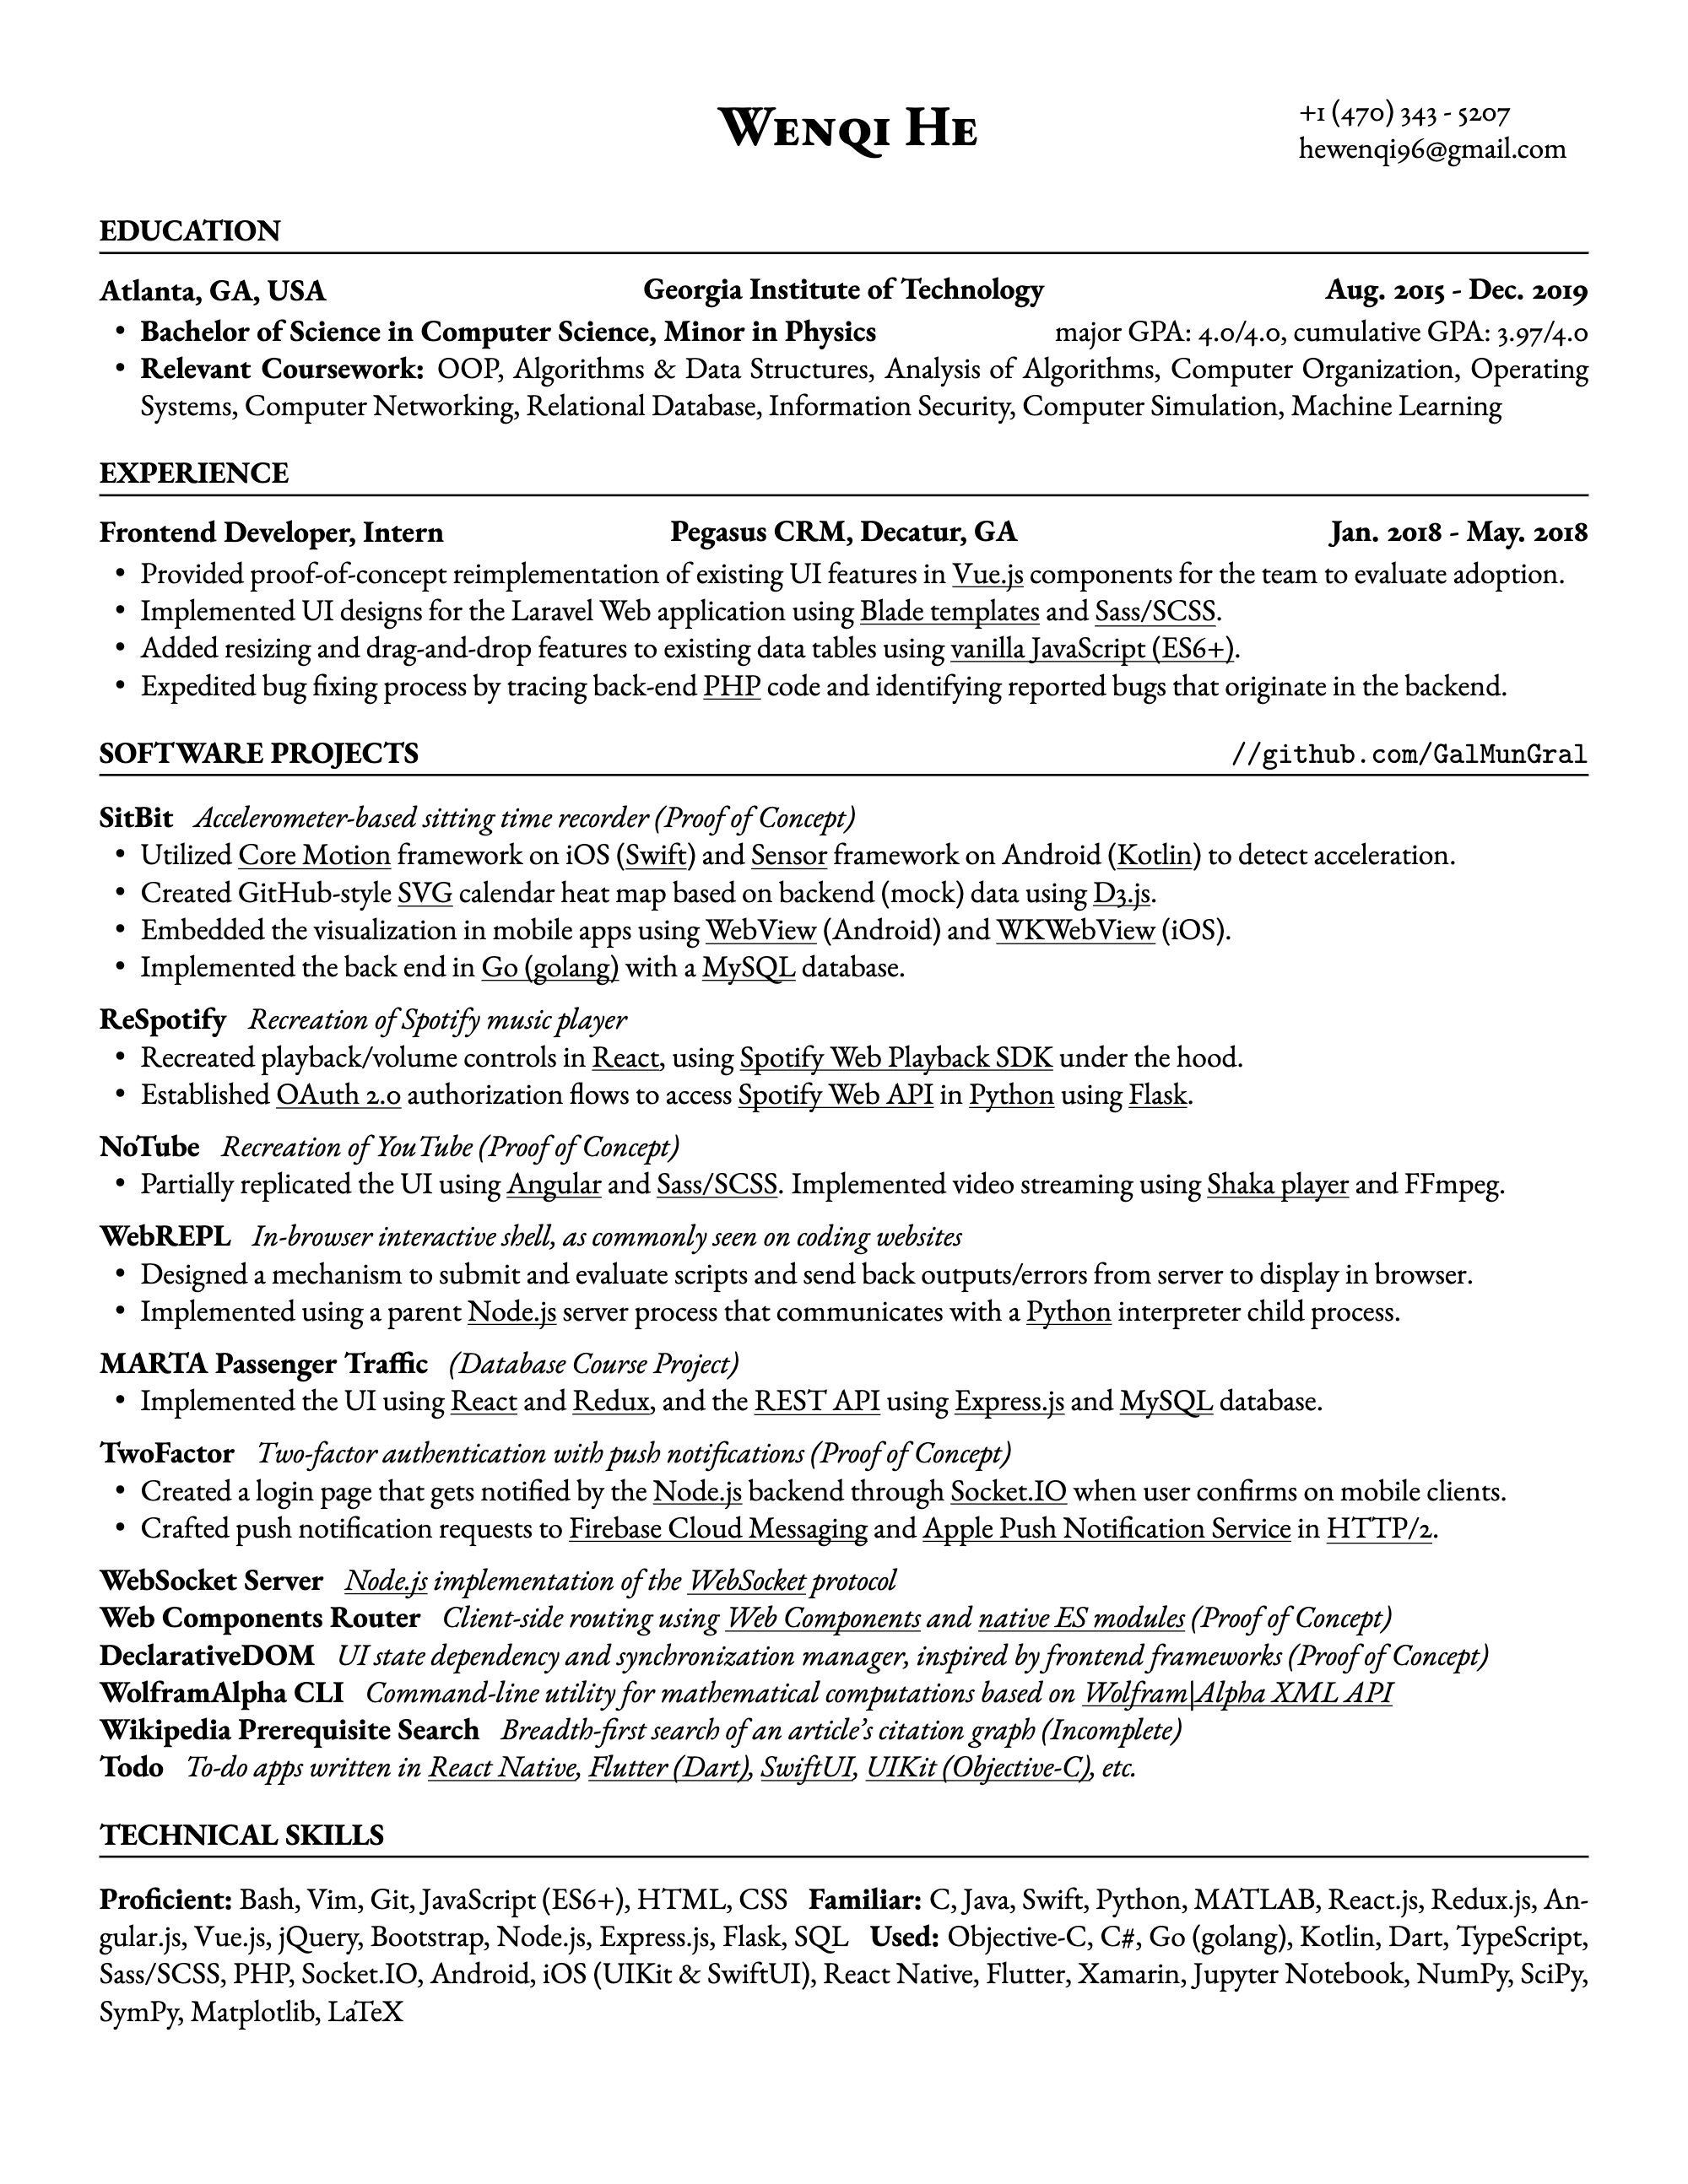 Wenqi He
+1 (470) 343 - 5207
hewenqi96@gmail.com
EDUCATION
Atlanta, GA, USA Georgia Institute of Technology Aug. 2015 - Dec. 2019
• Bachelor of Science in Computer Science, Minor in Physics major GPA: 4.0/4.0, cumulative GPA: 3.97/4.0
• Relevant Coursework: OOP, Algorithms & Data Structures, Analysis of Algorithms, Computer Organization, Operating
Systems, Computer Networking, Relational Database, Information Security, Computer Simulation, Machine Learning
EXPERIENCE
Frontend Developer, Intern Pegasus CRM, Decatur, GA Jan. 2018 - May. 2018
• Provided proof-of-concept reimplementation of existing UI features in Vue.js components for the team to evaluate adoption.
• Implemented UI designs for the Laravel Web application using Blade templates and Sass/SCSS.
• Added resizing and drag-and-drop features to existing data tables using vanilla JavaScript (ES6+).
• Expedited bug fixing process by tracing back-end PHP code and identifying reported bugs that originate in the backend.
SOFTWARE PROJECTS //github.com/GalMunGral
SitBit Accelerometer-based sitting time recorder (Proof of Concept)
• Utilized Core Motion framework on iOS (Swift) and Sensor framework on Android (Kotlin) to detect acceleration.
• Created GitHub-style SVG calendar heat map based on backend (mock) data using D3.js.
• Embedded the visualization in mobile apps using WebView (Android) and WKWebView (iOS).
• Implemented the back end in Go (golang) with a MySQL database.
ReSpotify Recreation of Spotify music player
• Recreated playback/volume controls in React, using Spotify Web Playback SDK under the hood.
• Established OAuth 2.0 authorization flows to access Spotify Web API in Python using Flask.
NoTube Recreation of YouTube (Proof of Concept)
• Partially replicated the UI using Angular and Sass/SCSS. Implemented video streaming using Shaka player and FFmpeg.
WebREPL In-browser interactive shell, as commonly seen on coding websites
• Designed a mechanism to submit and evaluate scripts and send back outputs/errors from server to display in browser.
• Implemented using a parent Node.js server process that communicates with a Python interpreter child process.
MARTA Passenger Traffic (Database Course Project)
• Implemented the UI using React and Redux, and the REST API using Express.js and MySQL database.
TwoFactor Two-factor authentication with push notifications (Proof of Concept)
• Created a login page that gets notified by the Node.js backend through Socket.IO when user confirms on mobile clients.
• Crafted push notification requests to Firebase Cloud Messaging and Apple Push Notification Service in HTTP/2.
WebSocket Server Node.js implementation of the WebSocket protocol
Web Components Router Client-side routing using Web Components and native ES modules (Proof of Concept)
DeclarativeDOM UI state dependency and synchronization manager, inspired by frontend frameworks (Proof of Concept)
WolframAlpha CLI Command-line utility for mathematical computations based on Wolfram|Alpha XML API
Wikipedia Prerequisite Search Breadth-first search of an article's citation graph (Incomplete)
Todo To-do apps written in React Native, Flutter (Dart), SwiftUI, UIKit (Objective-C), etc.
TECHNICAL SKILLS
Proficient: Bash, Vim, Git, JavaScript (ES6+), HTML, CSS Familiar: C, Java, Swift, Python, MATLAB, React.js, Redux.js, An-
gular.js, Vue.js, jQuery, Bootstrap, Node.js, Express.js, Flask, SQL Used: Objective-C, C#, Go (golang), Kotlin, Dart, TypeScript,
Sass/SCSS, PHP, Socket.IO, Android, iOS (UIKit & SwiftUI), React Native, Flutter, Xamarin, Jupyter Notebook, NumPy, SciPy,
SymPy, Matplotlib, LaTeX